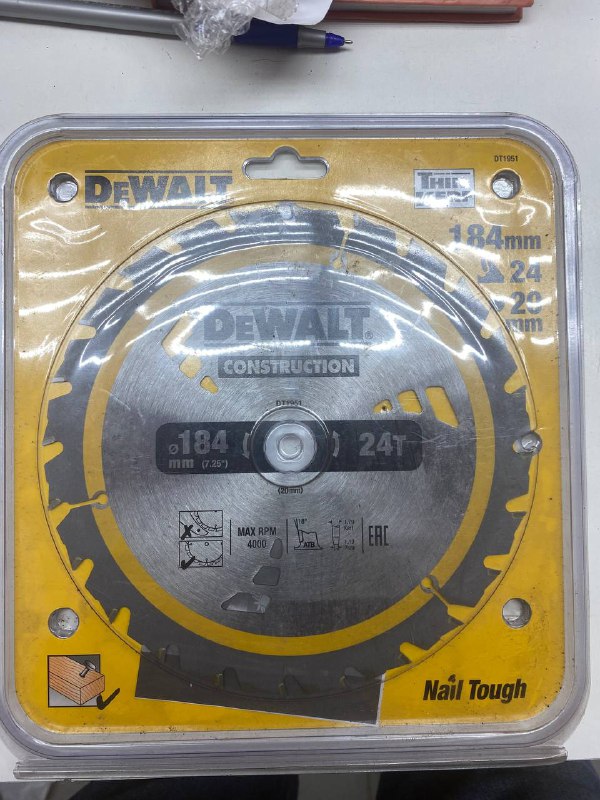 DT1951
DEWALT
THIN
KERF
184mm
24
20
mm
DEWALT®
CONSTRUCTION
DT1951
ø184
mm (7.25")
24T
(20mm)
MAX RPM
4000
18°
ATB
EAC
Nail Tough